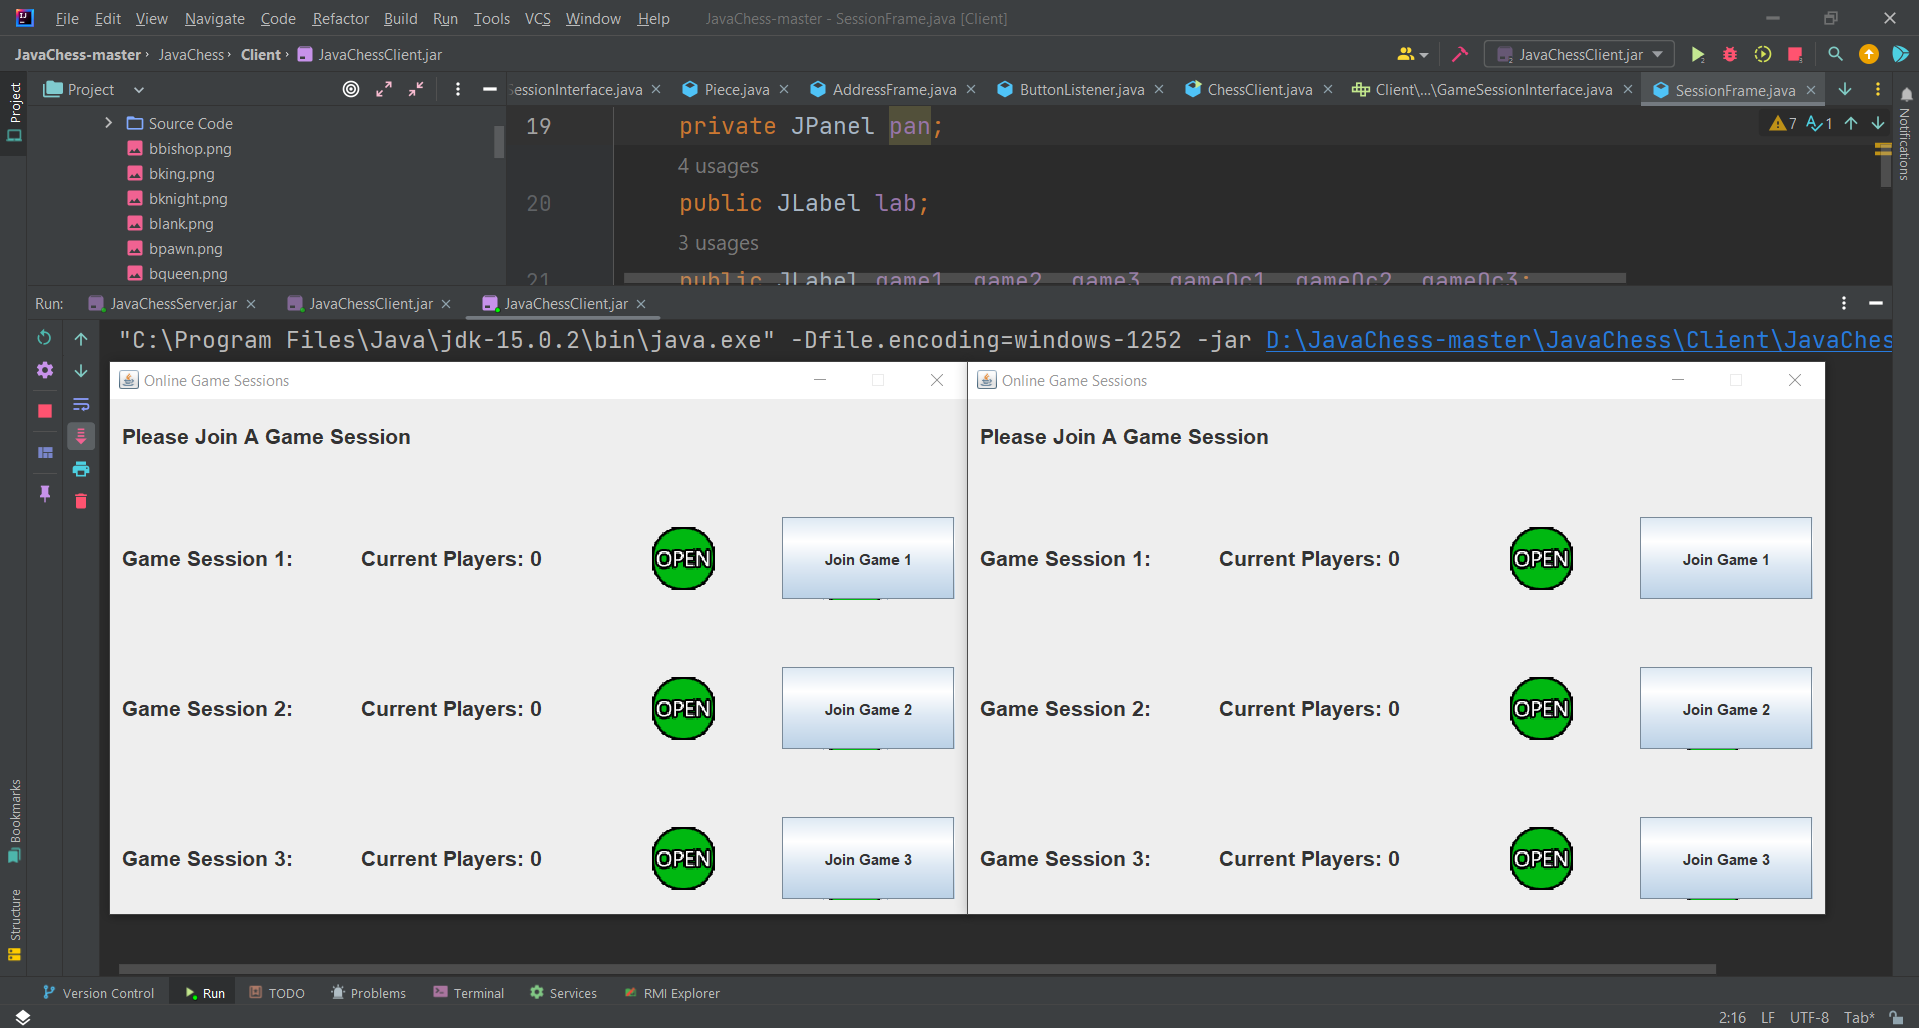 File Edit View Navigate Code Refactor Build Run Tools VCS Window Help JavaChess-master - SessionFrame.java [Client]
JavaChess-master JavaChess Client JavaChessClient.jar JavaChessClient.jar
Project
Project
essionInterface.java Piece.java AddressFrame.java ButtonListener.java ChessClient.java Client\...\GameSessionInterface.java SessionFrame.java
Notifications
Source Code
bbishop.png
bking.png
bknight.png
blank.png
bpawn.png
bqueen.png
19 private JPanel pan; 7 1
4 usages
20 public JLabel lab;
3 usages
21 public JLabel game1, game2, game3, gameOc1, gameOc2, gameOc3;
Run: JavaChessServer.jar JavaChessClient.jar JavaChessClient.jar
"C:\Program Files\Java\jdk-15.0.2\bin\java.exe" -Dfile.encoding=windows-1252 -jar D:\JavaChess-master\JavaChess\Client\JavaChes
Online Game Sessions
Please Join A Game Session
Game Session 1: Current Players: 0 OPEN Join Game 1
Game Session 2: Current Players: 0 OPEN Join Game 2
Game Session 3: Current Players: 0 OPEN Join Game 3
Online Game Sessions
Please Join A Game Session
Game Session 1: Current Players: 0 OPEN Join Game 1
Game Session 2: Current Players: 0 OPEN Join Game 2
Game Session 3: Current Players: 0 OPEN Join Game 3
Bookmarks
Structure
Version Control Run TODO Problems Terminal Services RMI Explorer
2:16 LF UTF-8 Tab*